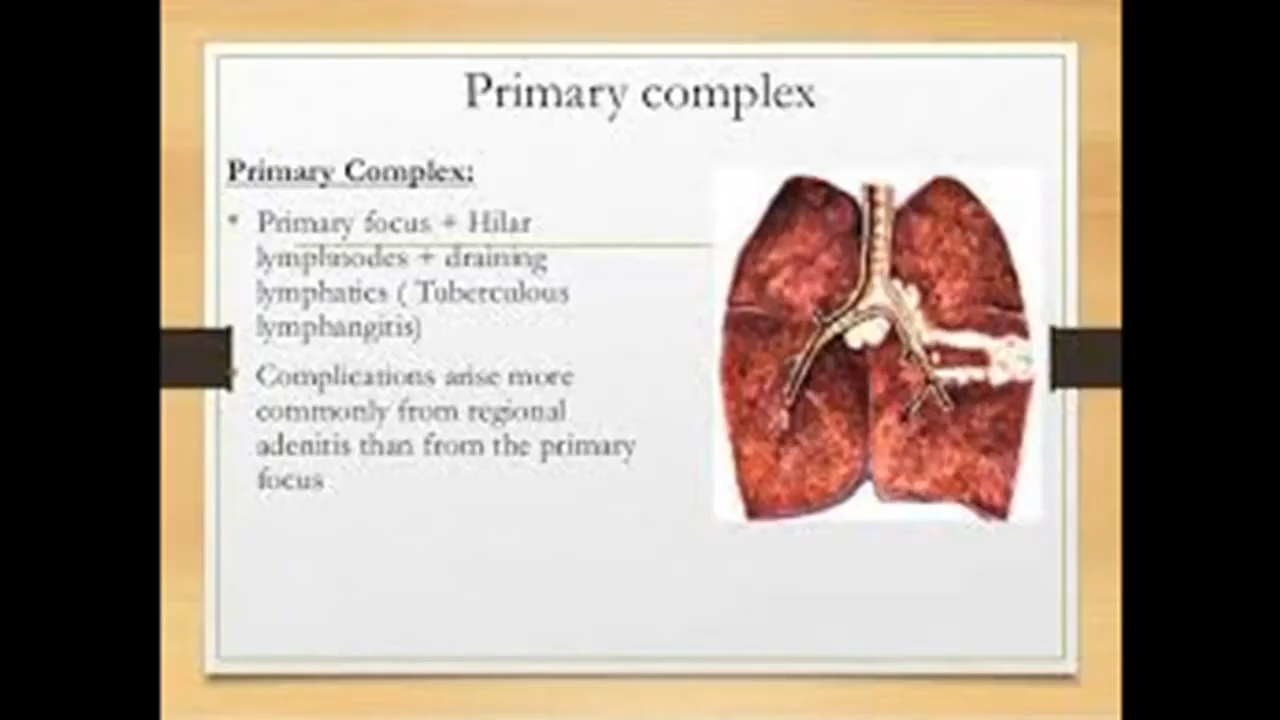 Primary complex
Primary Complex:
• Primary focus + Hilar
lymphnodes + draining
lymphatics ( Tuberculous
lymphangitis)
• Complications arise more
commonly from regional
adenitis than from the primary
focus